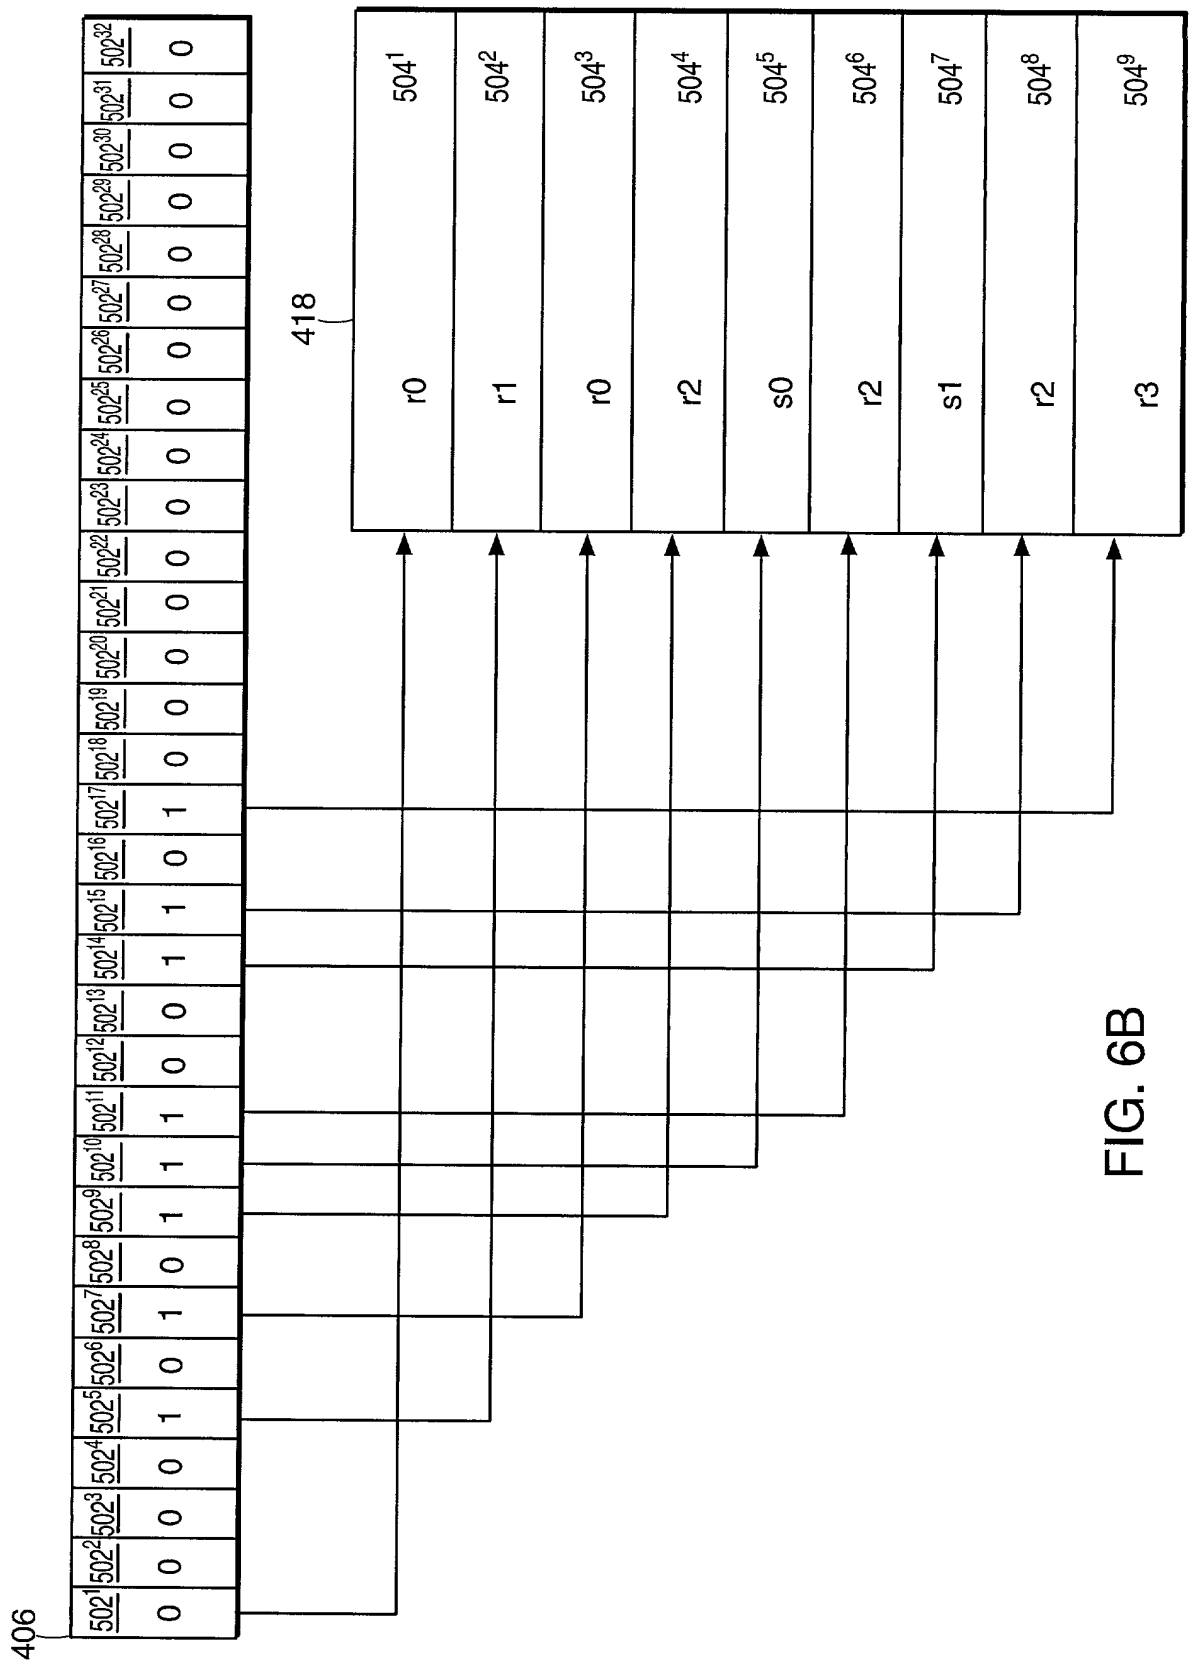 406
502¹ 502² 502³ 502⁴ 502⁵ 502⁶ 502⁷ 502⁸ 502⁹ 502¹⁰ 502¹¹ 502¹² 502¹³ 502¹⁴ 502¹⁵ 502¹⁶ 502¹⁷ 502¹⁸ 502¹⁹ 502²⁰ 502²¹ 502²² 502²³ 502²⁴ 502²⁵ 502²⁶ 502²⁷ 502²⁸ 502²⁹ 502³⁰ 502³¹ 502³²
0 0 0 0 1 0 1 0 1 1 1 0 0 1 1 0 1 0 0 0 0 0 0 0 0 0 0 0 0 0 0 0
418
r0 504¹
r1 504²
r0 504³
r2 504⁴
s0 504⁵
r2 504⁶
s1 504⁷
r2 504⁸
r3 504⁹
FIG. 6B